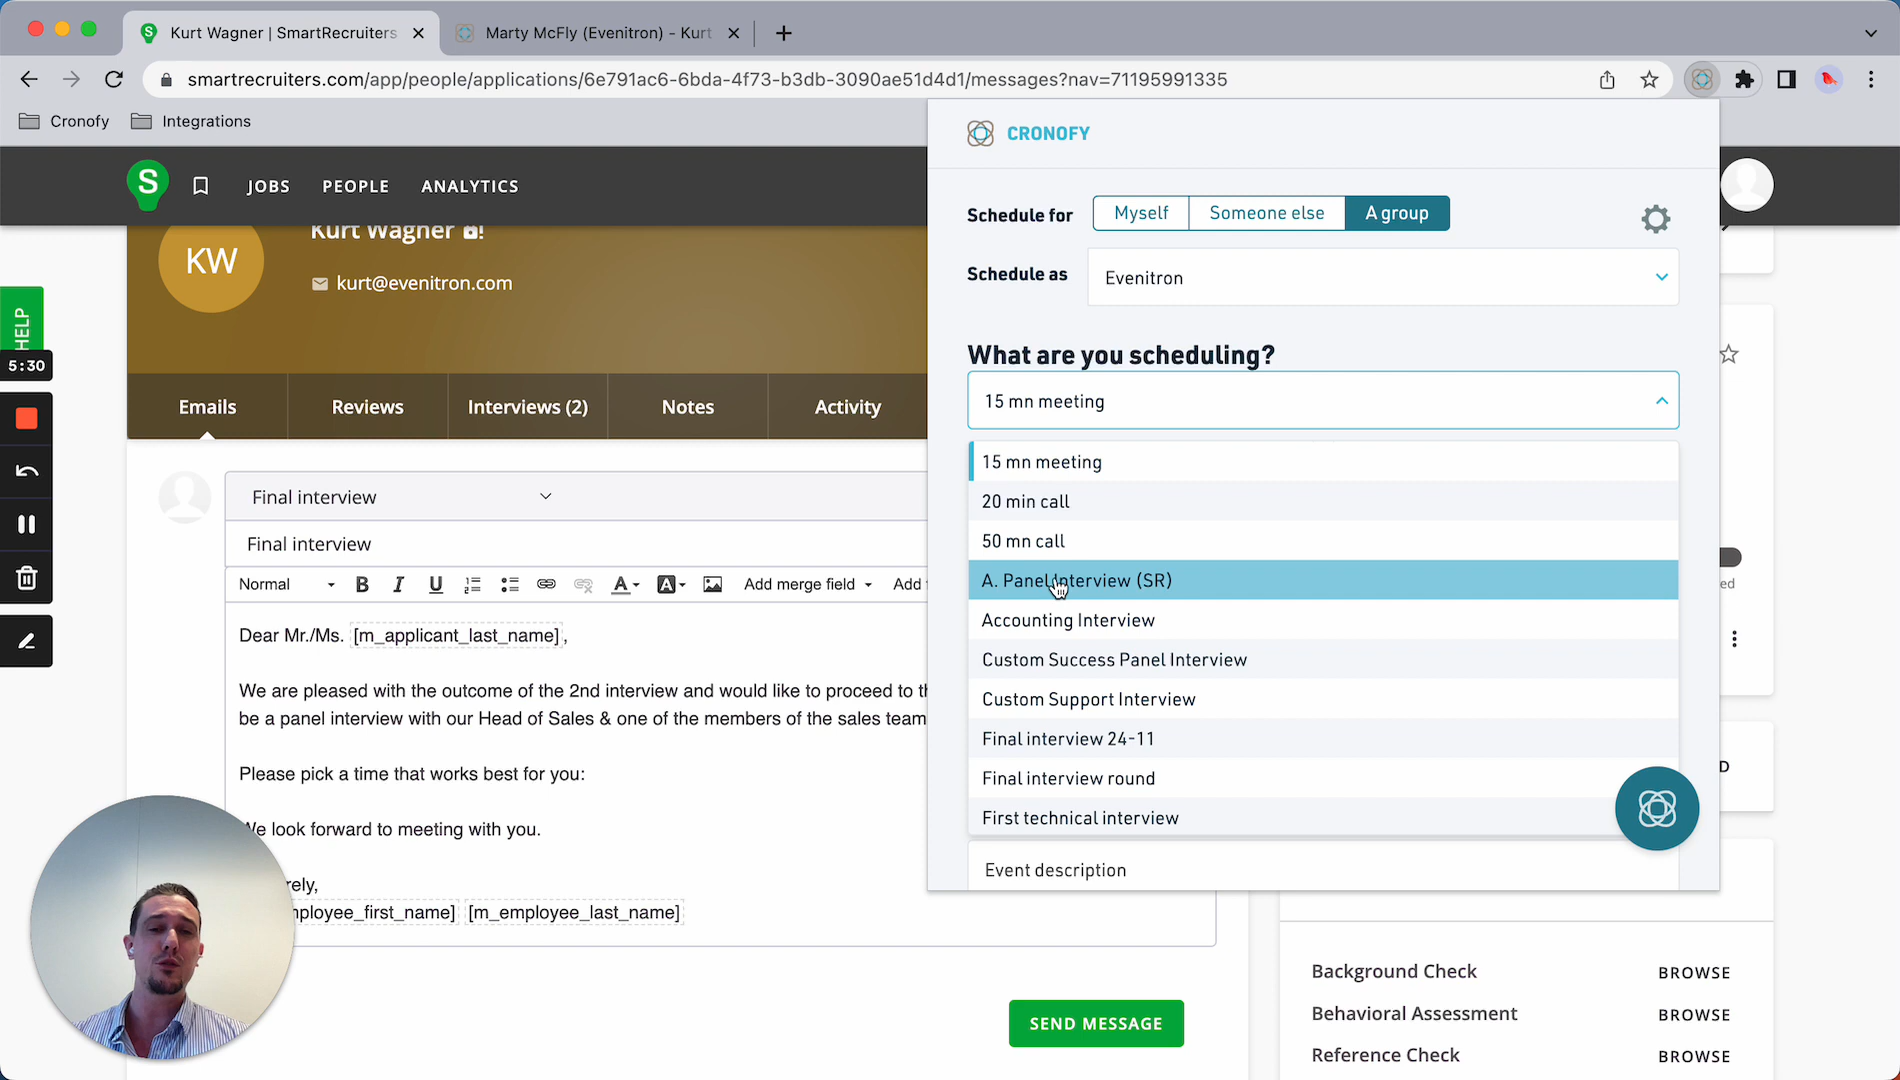 Kurt Wagner | SmartRecruiters
Marty McFly (Evenitron) - Kurt
smartrecruiters.com/app/people/applications/6e791ac6-6bda-4f73-b3db-3090ae51d4d1/messages?nav=71195991335
Cronofy
Integrations
S
JOBS
PEOPLE
ANALYTICS
KW
Kurt Wagner
kurt@evenitron.com
HELP
5:30
Emails
Reviews
Interviews (2)
Notes
Activity
Final interview
Final interview
Normal
B
I
U
A
A
Add merge field
Add
Dear Mr./Ms. [m_applicant_last_name],
We are pleased with the outcome of the 2nd interview and would like to proceed to
be a panel interview with our Head of Sales & one of the members of the sales team
Please pick a time that works best for you:
We look forward to meeting with you.
rely,
mployee_first_name] [m_employee_last_name]
SEND MESSAGE
CRONOFY
Schedule for
Myself
Someone else
A group
Schedule as
Evenitron
What are you scheduling?
15 mn meeting
15 mn meeting
20 min call
50 mn call
A. Panel Interview (SR)
Accounting Interview
Custom Success Panel Interview
Custom Support Interview
Final interview 24-11
Final interview round
First technical interview
Event description
ed
D
Background Check
BROWSE
Behavioral Assessment
BROWSE
Reference Check
BROWSE